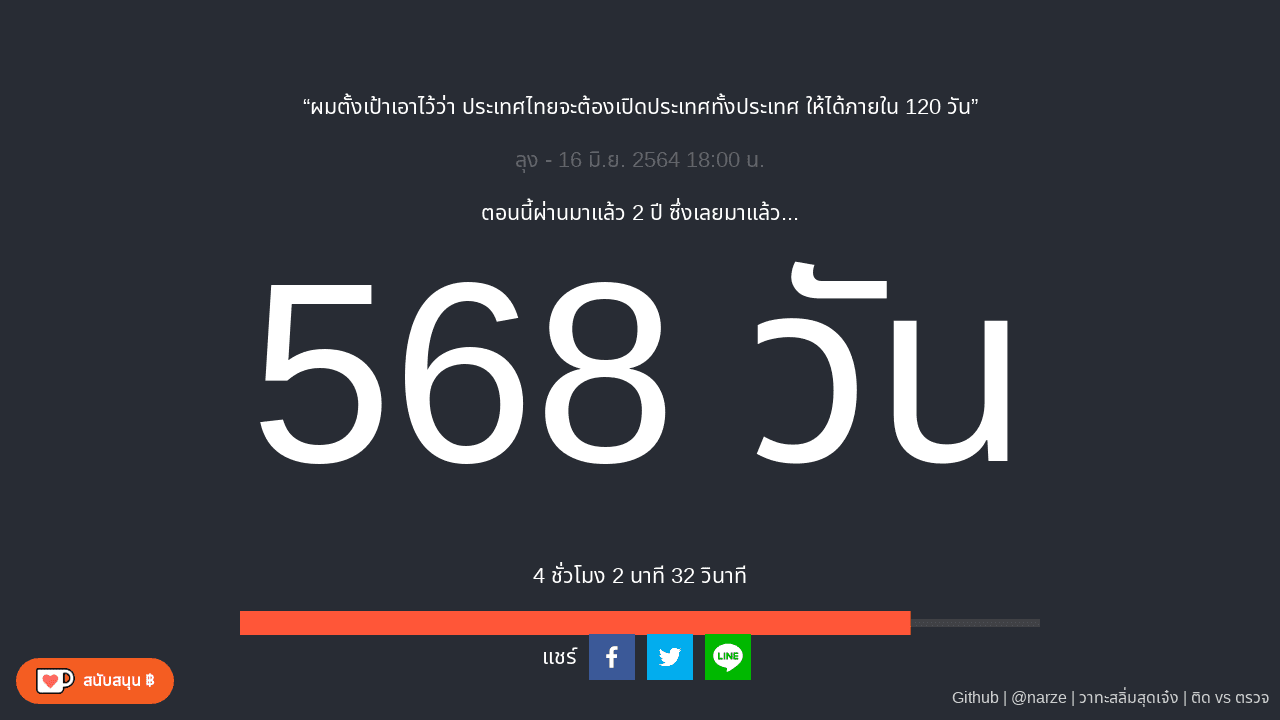 “ผมตั้งเป้าเอาไว้ว่า ประเทศไทยจะต้องเปิดประเทศทั้งประเทศ ให้ได้ภายใน 120 วัน”
ลุง - 16 มิ.ย. 2564 18:00 น.
ตอนนี้ผ่านมาแล้ว 2 ปี ซึ่งเลยมาแล้ว...
568 วัน
4 ชั่วโมง 2 นาที 32 วินาที
แชร์
LINE
สนับสนุน ฿
Github | @narze | วาทะสลิ่มสุดเจ๋ง | ติด vs ตรวจ